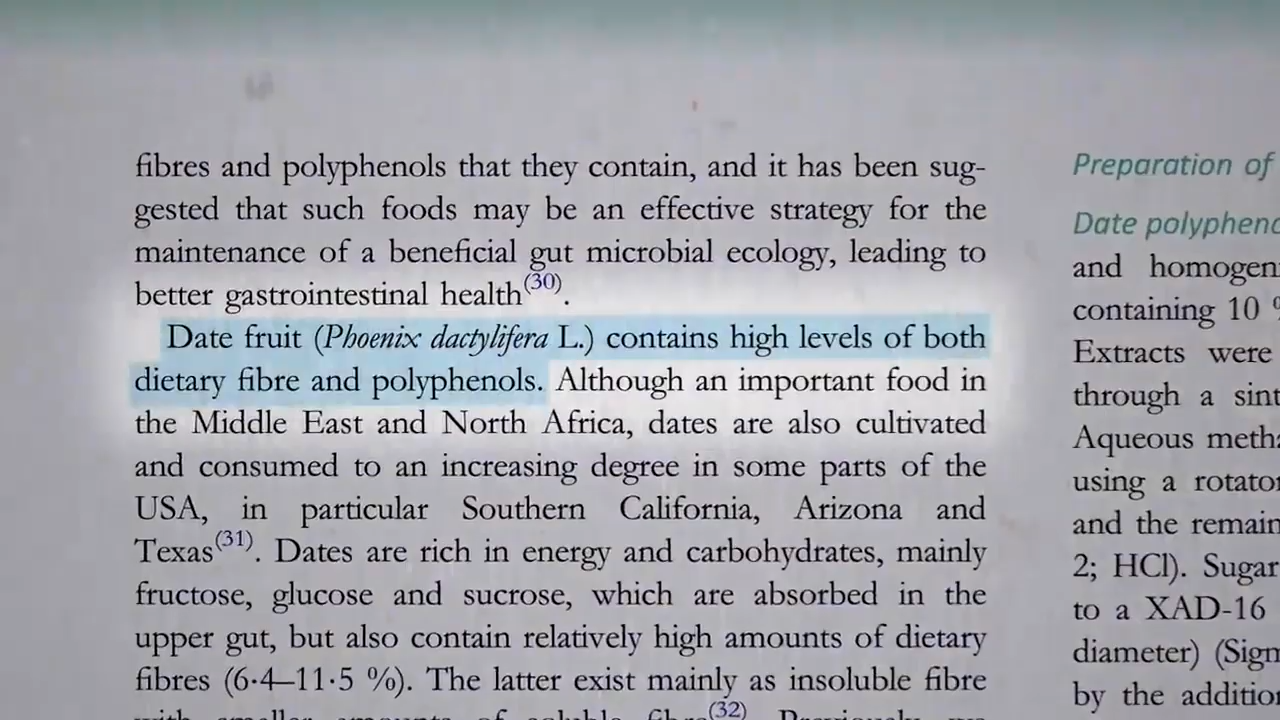 fibres and polyphenols that they contain, and it has been sug-
gested that such foods may be an effective strategy for the
maintenance of a beneficial gut microbial ecology, leading to
better gastrointestinal health(30).
Date fruit (Phoenix dactylifera L.) contains high levels of both
dietary fibre and polyphenols. Although an important food in
the Middle East and North Africa, dates are also cultivated
and consumed to an increasing degree in some parts of the
USA, in particular Southern California, Arizona and
Texas(31). Dates are rich in energy and carbohydrates, mainly
fructose, glucose and sucrose, which are absorbed in the
upper gut, but also contain relatively high amounts of dietary
fibres (6·4–11·5 %). The latter exist mainly as insoluble fibre
(32)
Preparation of
Date polypheno
and homogen
containing 10 %
Extracts were
through a sint
Aqueous metha
using a rotator
and the remain
2; HCl). Sugar
to a XAD-16
diameter) (Sigm
by the addition